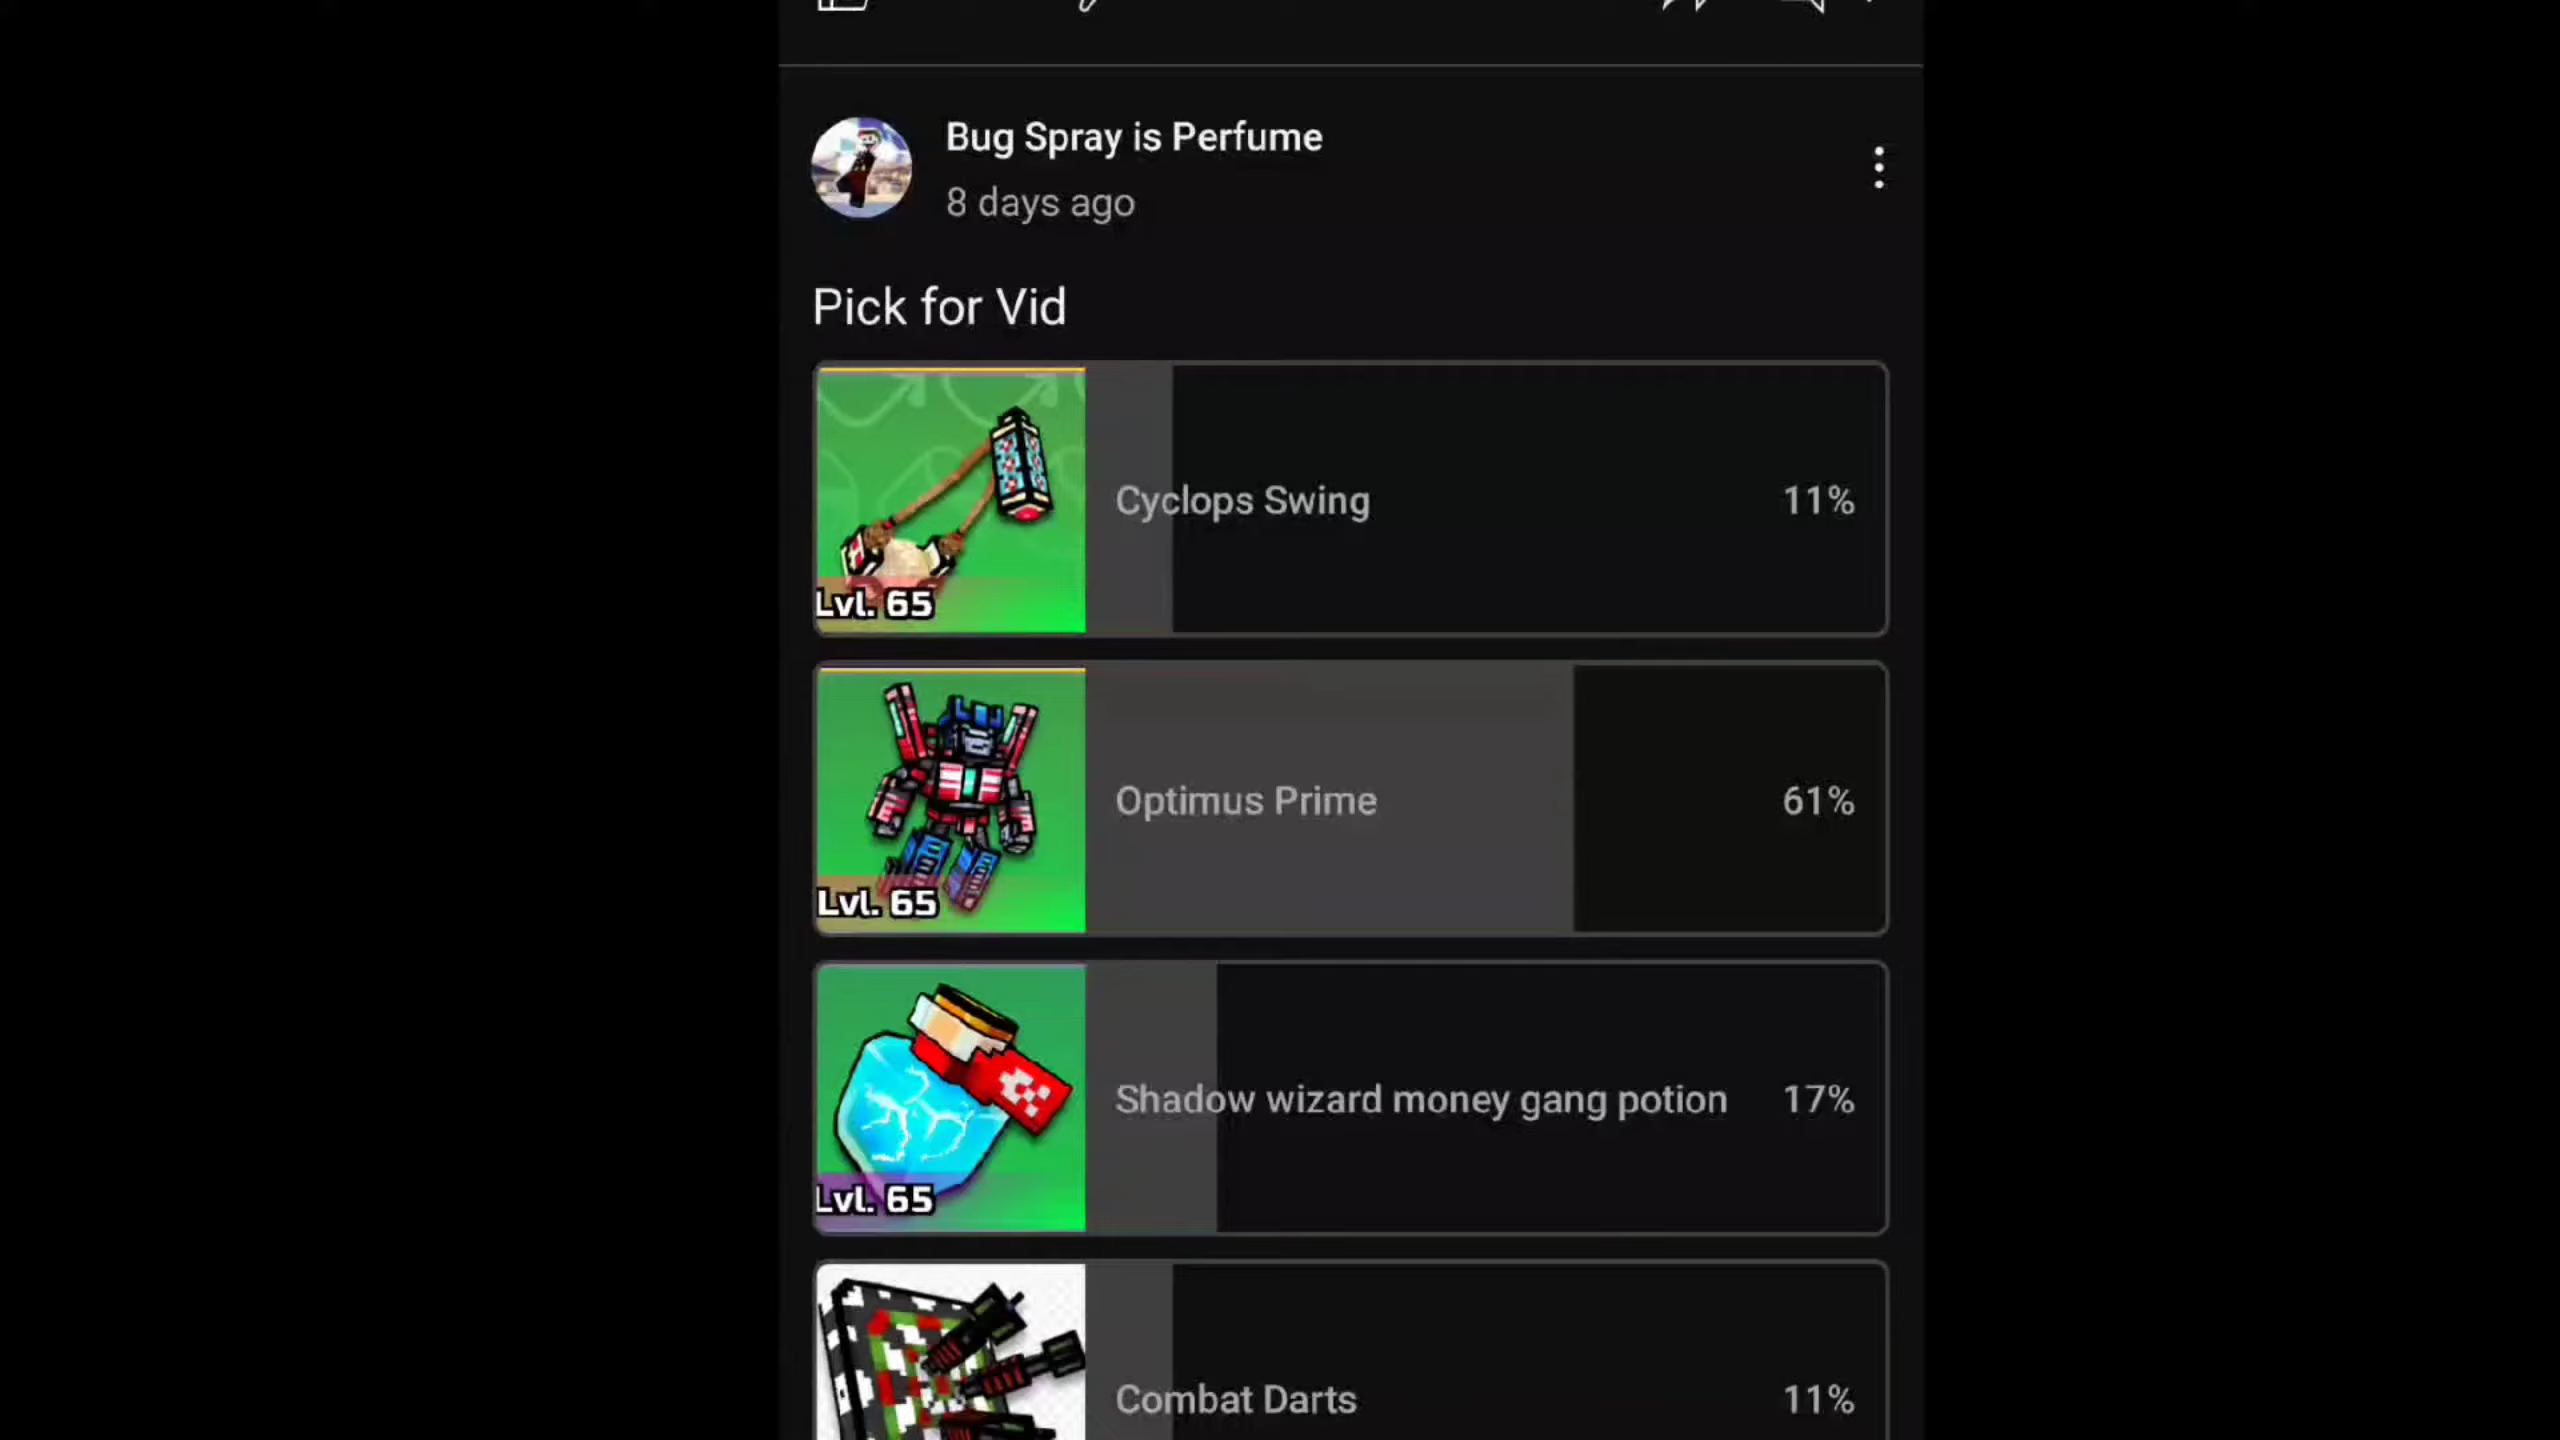 Bug Spray is Perfume
8 days ago
Pick for Vid
Cyclops Swing 11%
Lvl. 65
Optimus Prime 61%
Lvl. 65
Shadow wizard money gang potion 17%
Lvl. 65
Combat Darts 11%